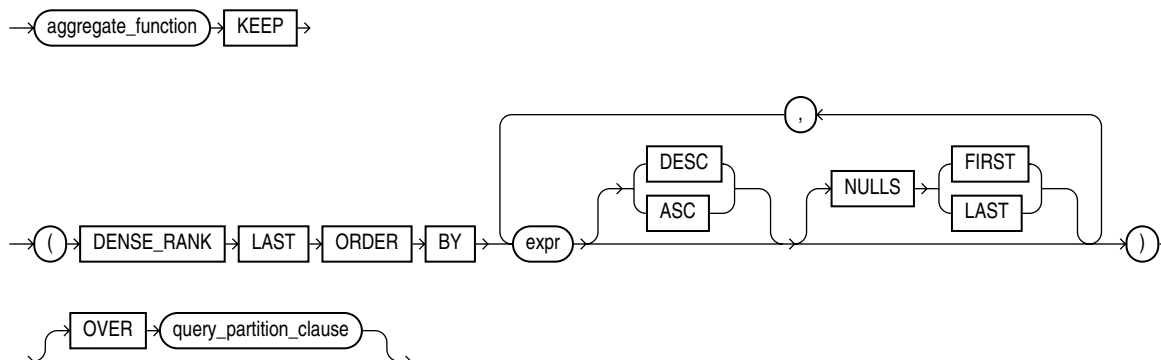 aggregate_function KEEP
,
DESC FIRST
NULLS
ASC LAST
( DENSE_RANK LAST ORDER BY expr )
OVER query_partition_clause